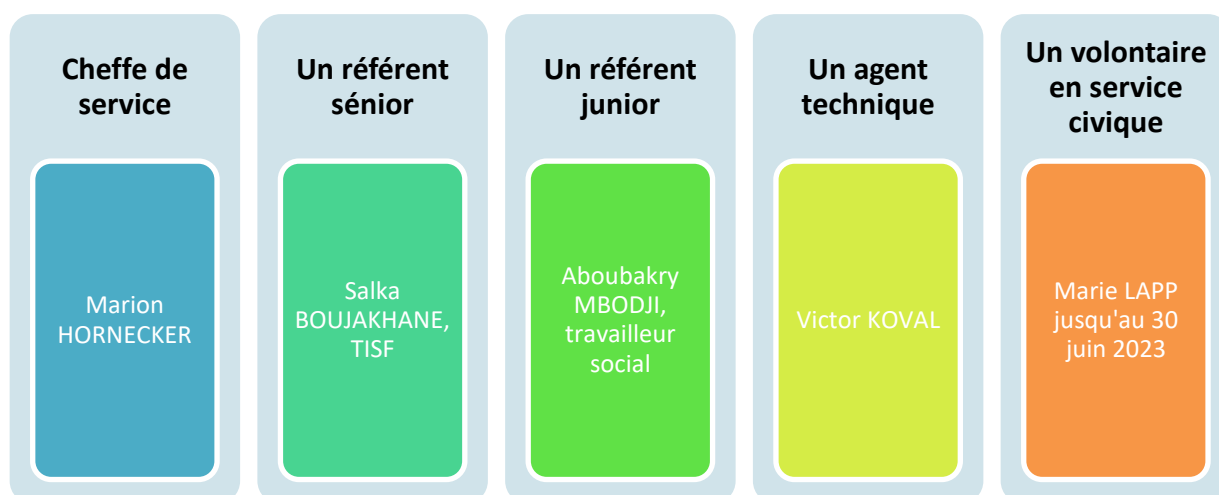 Cheffe de
service
Marion
HORNECKER
Un référent
sénior
Salka
BOUJAKHANE,
TISF
Un référent
junior
Aboubakry
MBODJI,
travailleur
social
Un agent
technique
Victor KOVAL
Un volontaire
en service
civique
Marie LAPP
jusqu'au 30
juin 2023